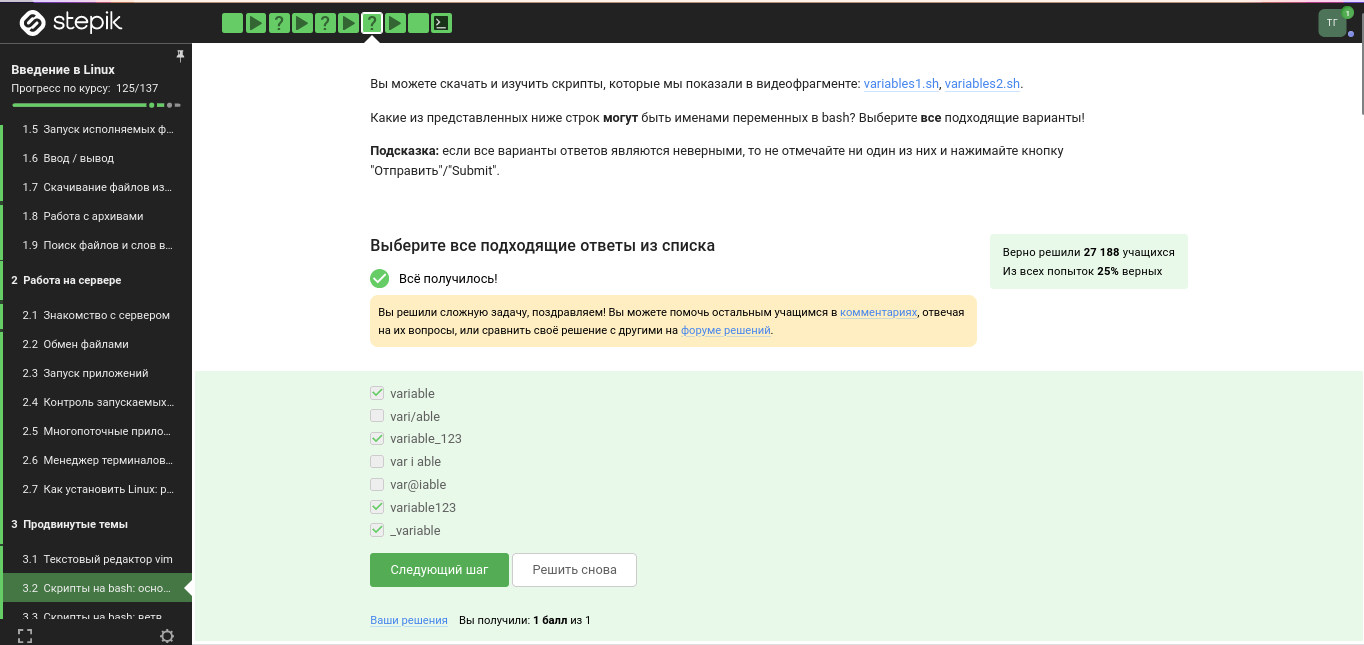 stepik
? ? ?
ТГ
1
Введение в Linux
Прогресс по курсу: 125/137
1.5 Запуск исполняемых ф...
1.6 Ввод / вывод
1.7 Скачивание файлов из...
1.8 Работа с архивами
1.9 Поиск файлов и слов в...
2 Работа на сервере
2.1 Знакомство с сервером
2.2 Обмен файлами
2.3 Запуск приложений
2.4 Контроль запускаемых...
2.5 Многопоточные прило...
2.6 Менеджер терминалов...
2.7 Как установить Linux: р...
3 Продвинутые темы
3.1 Текстовый редактор vim
3.2 Скрипты на bash: осно...
3.3 Скрипты на bash: ветв
Вы можете скачать и изучить скрипты, которые мы показали в видеофрагменте: variables1.sh, variables2.sh.
Какие из представленных ниже строк могут быть именами переменных в bash? Выберите все подходящие варианты!
Подсказка: если все варианты ответов являются неверными, то не отмечайте ни один из них и нажимайте кнопку
"Отправить"/"Submit".
Выберите все подходящие ответы из списка
Верно решили 27 188 учащихся
Из всех попыток 25% верных
Всё получилось!
Вы решили сложную задачу, поздравляем! Вы можете помочь остальным учащимся в комментариях, отвечая
на их вопросы, или сравнить своё решение с другими на форуме решений.
variable
vari/able
variable_123
var i able
var@iable
variable123
_variable
Следующий шаг
Решить снова
Ваши решения Вы получили: 1 балл из 1